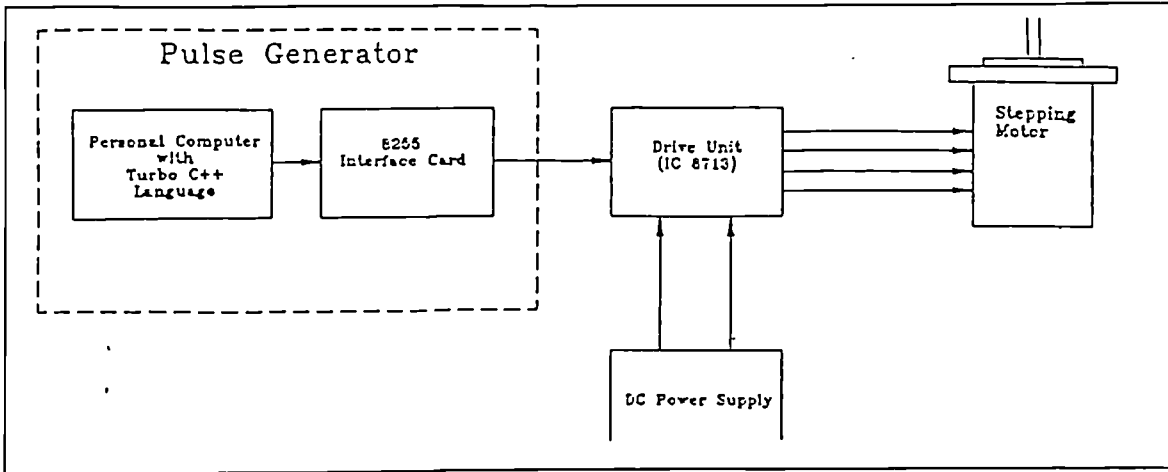 Pulse Generator
Personal Computer
with
Turbo C++
Language
8255
Interface Card
Drive Unit
(IC 8713)
Stepping
Motor
DC Power Supply